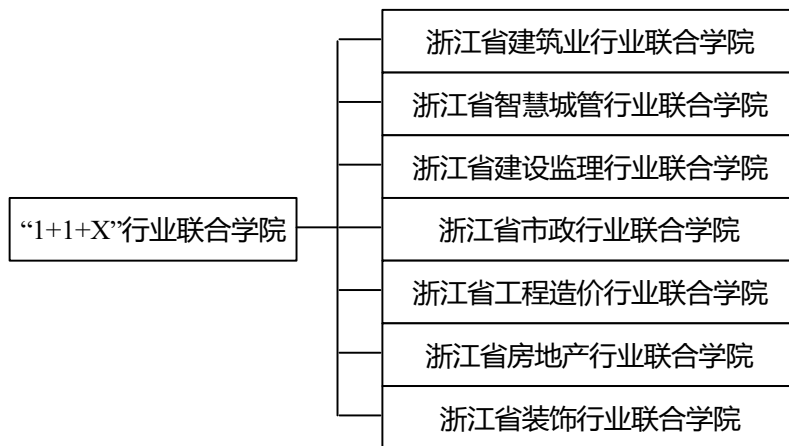 浙江省建筑业行业联合学院
浙江省智慧城管行业联合学院
浙江省建设监理行业联合学院
“1+1+X”行业联合学院
浙江省市政行业联合学院
浙江省工程造价行业联合学院
浙江省房地产行业联合学院
浙江省装饰行业联合学院